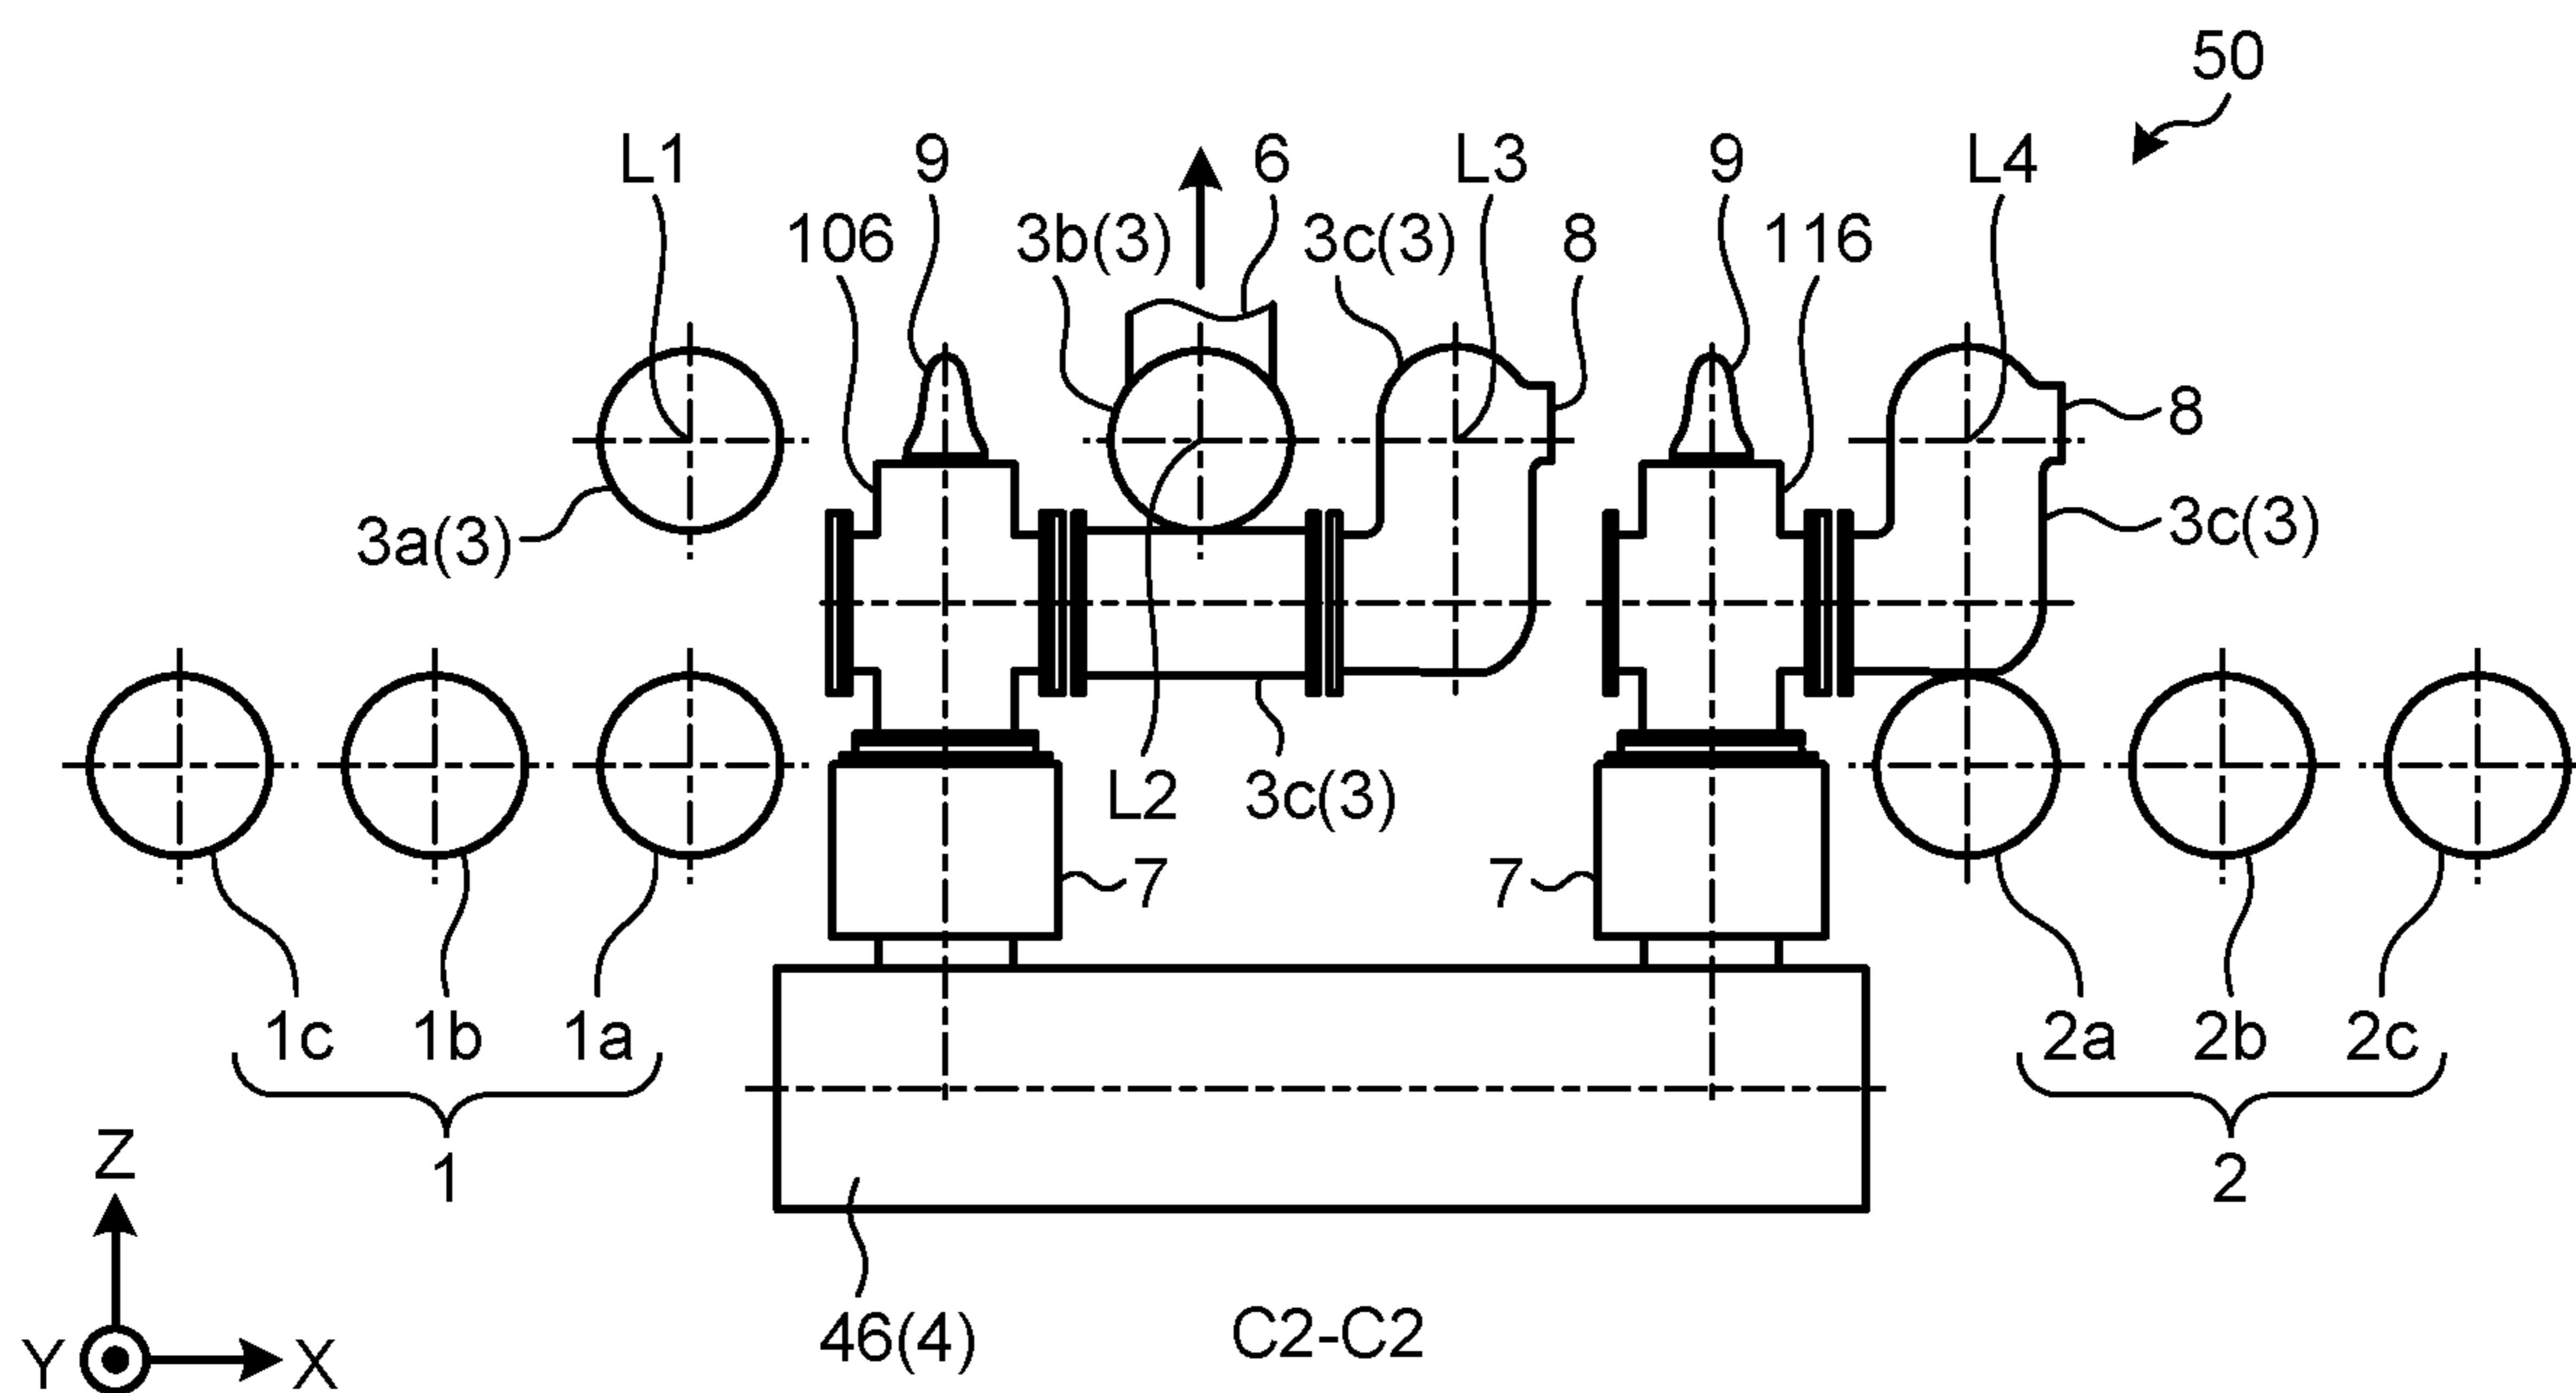 50
L1 9 6 L3 9 L4
106 3b(3) 3c(3) 8 116
8
3a(3) 3c(3)
L2 3c(3)
7 7
1c 1b 1a 2a 2b 2c
1 2
Z
46(4) C2-C2
Y X